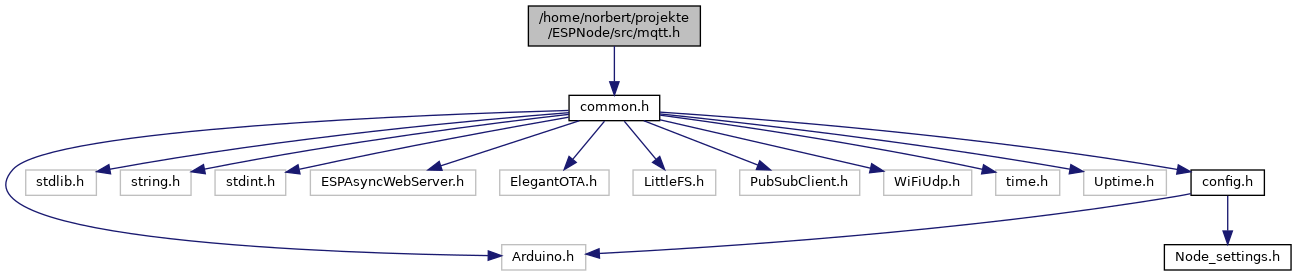 /home/norbert/projekte
/ESPNode/src/mqtt.h
common.h
stdlib.h
string.h
stdint.h
ESPAsyncWebServer.h
ElegantOTA.h
LittleFS.h
PubSubClient.h
WiFiUdp.h
time.h
Uptime.h
config.h
Arduino.h
Node_settings.h